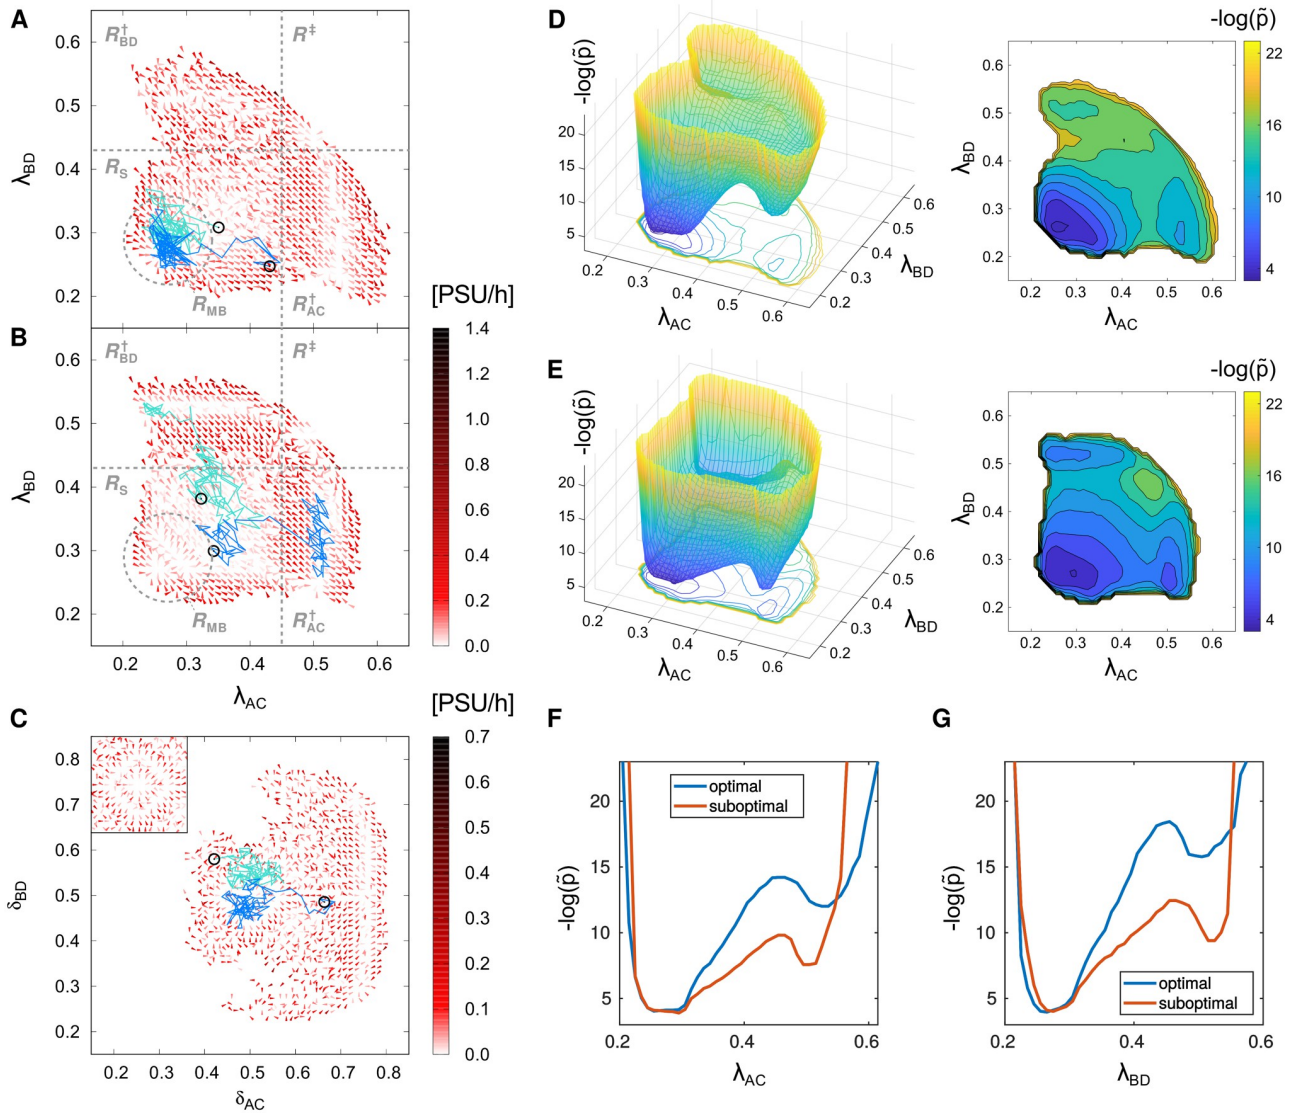 A
R†BD
R‡
0.6
0.5
0.4
0.3
0.2
λBD
RS
RMB
R†AC
B
R†BD
R‡
0.6
0.5
0.4
0.3
0.2
λBD
RS
RMB
R†AC
0.2 0.3 0.4 0.5 0.6
λAC
[PSU/h]
1.4
1.2
1.0
0.8
0.6
0.4
0.2
0.0
C
0.8
0.7
0.6
0.5
0.4
0.3
0.2
δBD
0.2 0.3 0.4 0.5 0.6 0.7 0.8
δAC
[PSU/h]
0.7
0.6
0.5
0.4
0.3
0.2
0.1
0.0
D
-log(p̃)
20
15
10
5
0.2 0.3 0.4 0.5 0.6
λAC
0.2 0.3 0.4 0.5 0.6
λBD
-log(p̃)
0.6
0.5
0.4
0.3
0.2
λBD
0.2 0.3 0.4 0.5 0.6
λAC
22
16
10
4
E
-log(p̃)
20
15
10
5
0.2 0.3 0.4 0.5 0.6
λAC
0.2 0.3 0.4 0.5 0.6
λBD
-log(p̃)
0.6
0.5
0.4
0.3
0.2
λBD
0.2 0.3 0.4 0.5 0.6
λAC
22
16
10
4
F
-log(p̃)
20
15
10
5
optimal
suboptimal
0.2 0.4 0.6
λAC
G
-log(p̃)
20
15
10
5
optimal
suboptimal
0.2 0.4 0.6
λBD